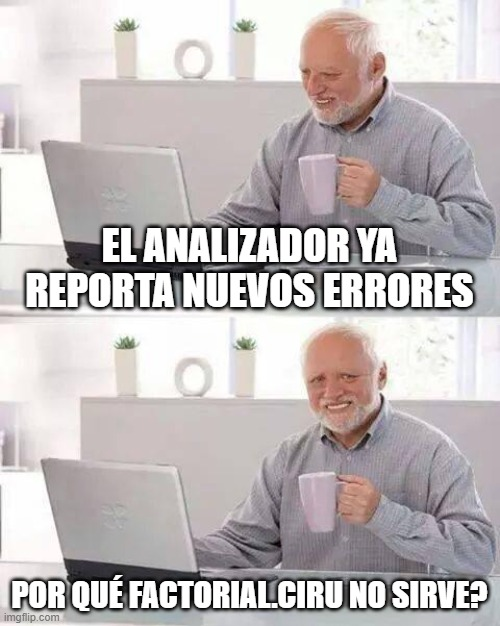 EL ANALIZADOR YA
REPORTA NUEVOS ERRORES
POR QUÉ FACTORIAL.CIRU NO SIRVE?
imgflip.com